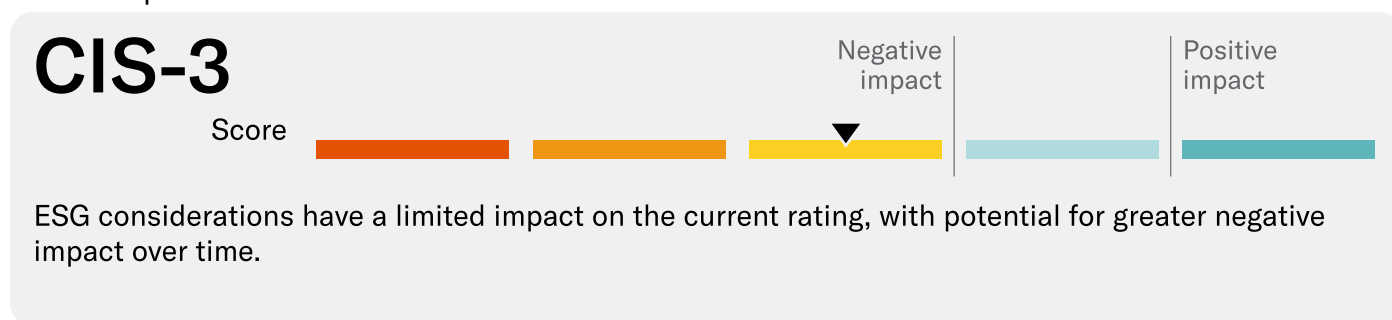 CIS-3
Negative
impact
Positive
impact
Score
ESG considerations have a limited impact on the current rating, with potential for greater negative
impact over time.